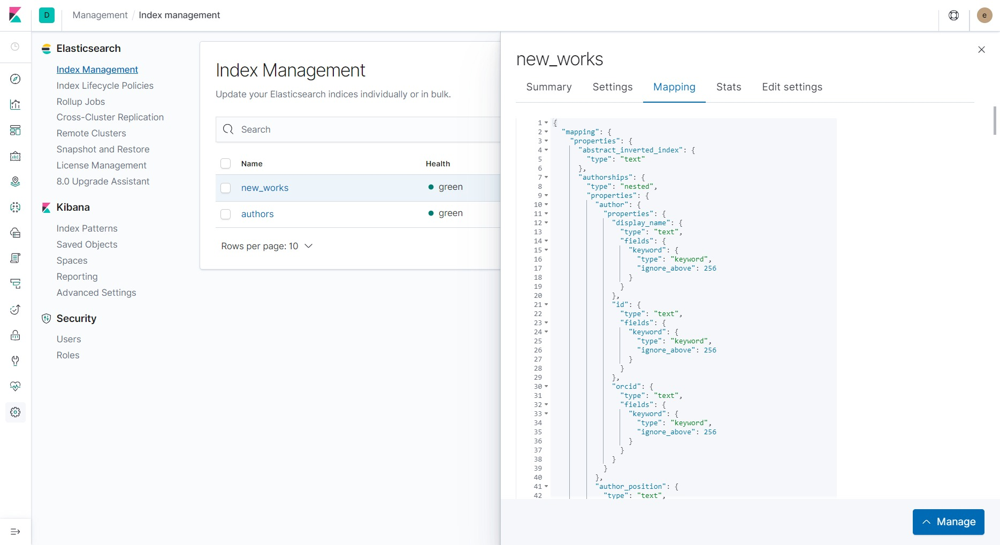 D
Management / Index management
e
Elasticsearch
Index Management
Index Lifecycle Policies
Rollup Jobs
Cross-Cluster Replication
Remote Clusters
Snapshot and Restore
License Management
8.0 Upgrade Assistant
Kibana
Index Patterns
Saved Objects
Spaces
Reporting
Advanced Settings
Security
Users
Roles
Index Management
Update your Elasticsearch indices individually or in bulk.
Search
Name Health
new_works green
authors green
Rows per page: 10
new_works
Summary Settings Mapping Stats Edit settings
1 {
2 "mapping": {
3 "properties": {
4 "abstract_inverted_index": {
5 "type": "text"
6 },
7 "authorships": {
8 "type": "nested",
9 "properties": {
10 "author": {
11 "properties": {
12 "display_name": {
13 "type": "text",
14 "fields": {
15 "keyword": {
16 "type": "keyword",
17 "ignore_above": 256
18 }
19 }
20 },
21 "id": {
22 "type": "text",
23 "fields": {
24 "keyword": {
25 "type": "keyword",
26 "ignore_above": 256
27 }
28 }
29 },
30 "orcid": {
31 "type": "text",
32 "fields": {
33 "keyword": {
34 "type": "keyword",
35 "ignore_above": 256
36 }
37 }
38 }
39 }
40 },
41 "author_position": {
42 "type": "text",
Manage